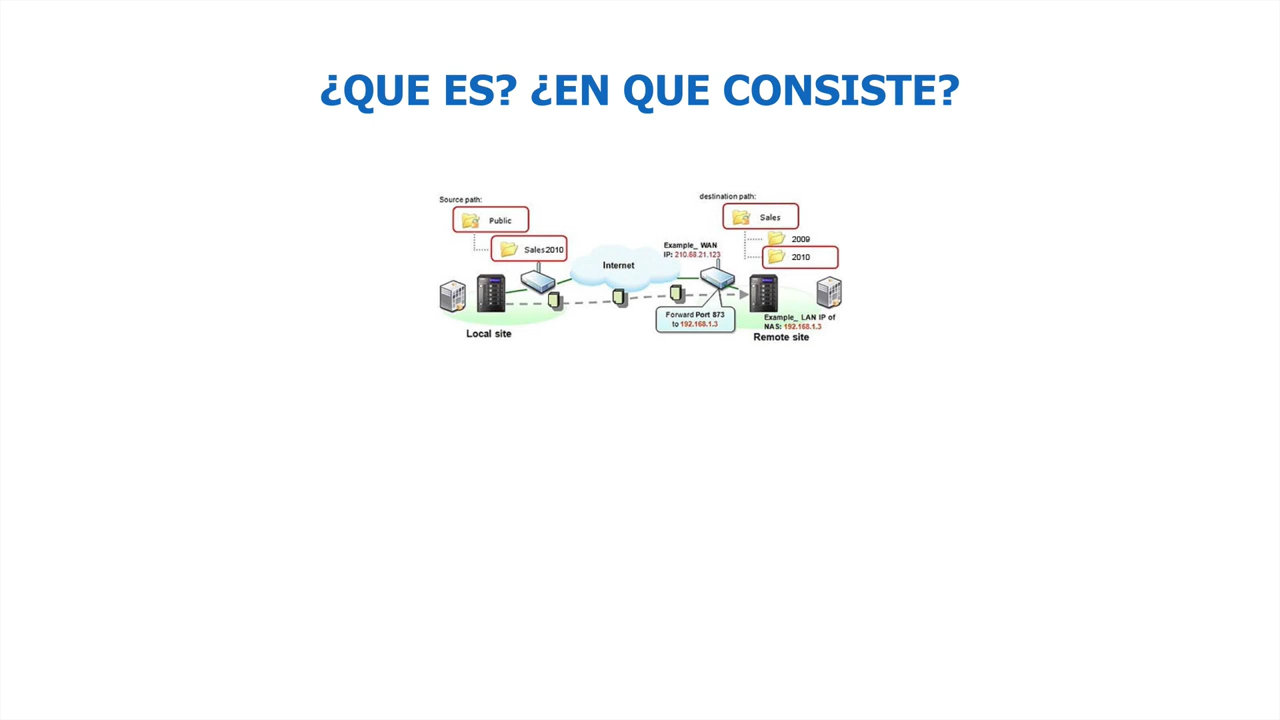 ¿QUE ES? ¿EN QUE CONSISTE?
Source path:
Public
Sales2010
Internet
Local site
destination path:
Sales
2009
2010
Example_ WAN
IP: 210.68.21.123
Forward Port 873
to 192.168.1.3
Example_ LAN IP of
NAS: 192.168.1.3
Remote site